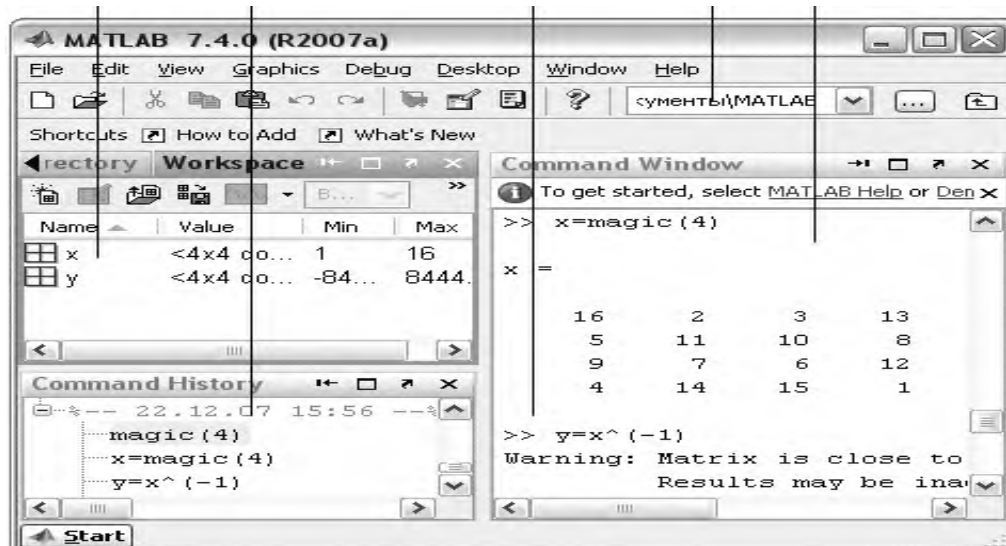 MATLAB 7.4.0 (R2007a)
File Edit View Graphics Debug Desktop Window Help
сументы\MATLAB ...
Shortcuts How to Add What's New
rectory Workspace
B... »
Name Value Min Max
x <4x4 do... 1 16
y <4x4 do... -84... 8444.
Command History
%-- 22.12.07 15:56 --%
magic(4)
x=magic(4)
y=x^(-1)
Start
Command Window
To get started, select MATLAB Help or Dem
>> x=magic(4)
x =
16 2 3 13
5 11 10 8
9 7 6 12
4 14 15 1
>> y=x^(-1)
Warning: Matrix is close to
Results may be ina